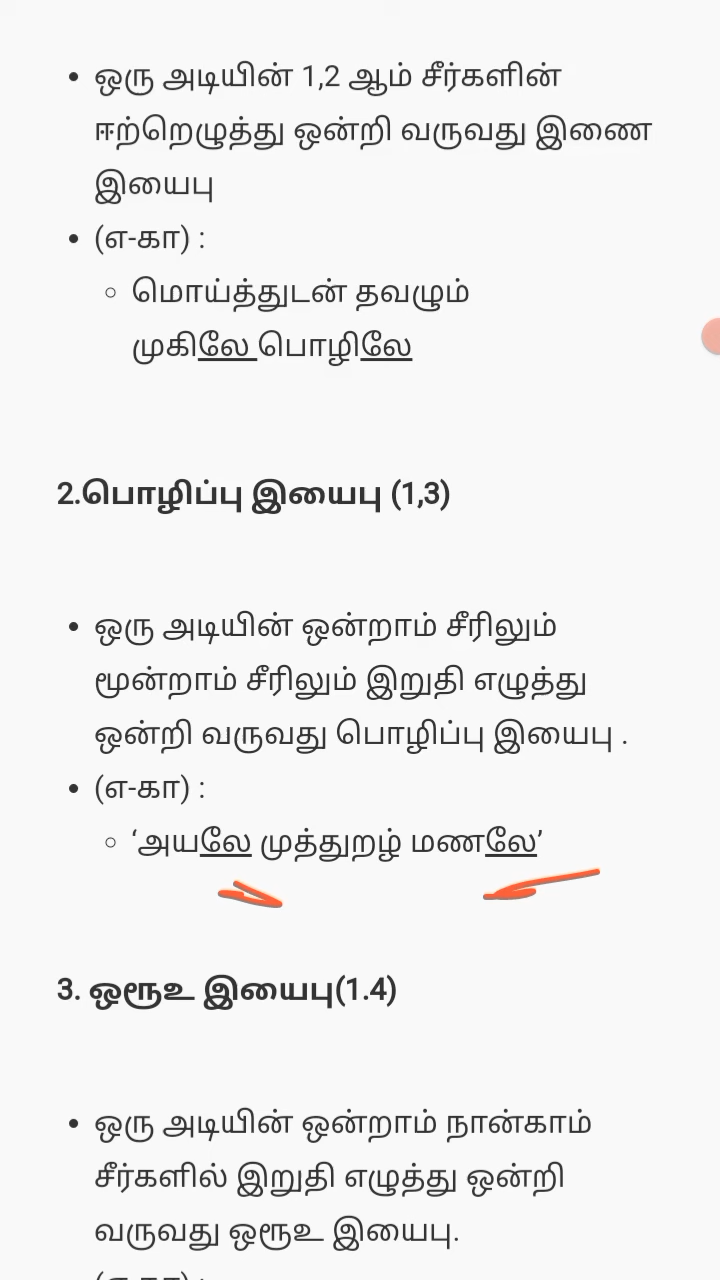 • ஒரு அடியின் 1,2 ஆம் சீர்களின்
ஈற்றெழுத்து ஒன்றி வருவது இணை
இயைபு
• (எ-கா) :
◦ மொய்த்துடன் தவழும்
முகிலே பொழிலே
2.பொழிப்பு இயைபு (1,3)
• ஒரு அடியின் ஒன்றாம் சீரிலும்
மூன்றாம் சீரிலும் இறுதி எழுத்து
ஒன்றி வருவது பொழிப்பு இயைபு .
• (எ-கா) :
◦ ‘அயலே முத்துறழ் மணலே’
3. ஒரூஉ இயைபு(1.4)
• ஒரு அடியின் ஒன்றாம் நான்காம்
சீர்களில் இறுதி எழுத்து ஒன்றி
வருவது ஒரூஉ இயைபு.